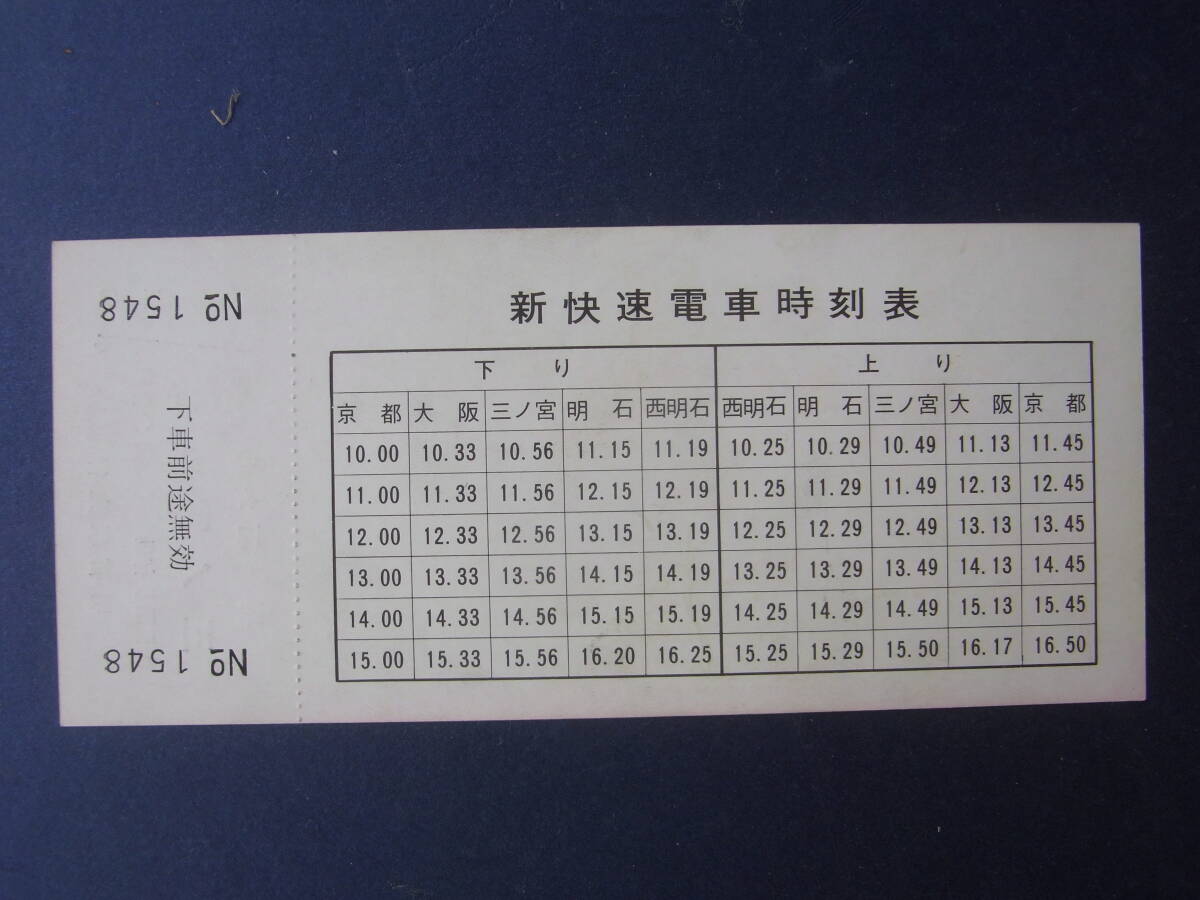 新快速電車時刻表
下り 上り
京都 大阪 三ノ宮 明石 西明石 西明石 明石 三ノ宮 大阪 京都
10.00 10.33 10.56 11.15 11.19 10.25 10.29 10.49 11.13 11.45
11.00 11.33 11.56 12.15 12.19 11.25 11.29 11.49 12.13 12.45
12.00 12.33 12.56 13.15 13.19 12.25 12.29 12.49 13.13 13.45
13.00 13.33 13.56 14.15 14.19 13.25 13.29 13.49 14.13 14.45
14.00 14.33 14.56 15.15 15.19 14.25 14.29 14.49 15.13 15.45
15.00 15.33 15.56 16.20 16.25 15.25 15.29 15.50 16.17 16.50
№ 1548
下車前途無効
№ 1548